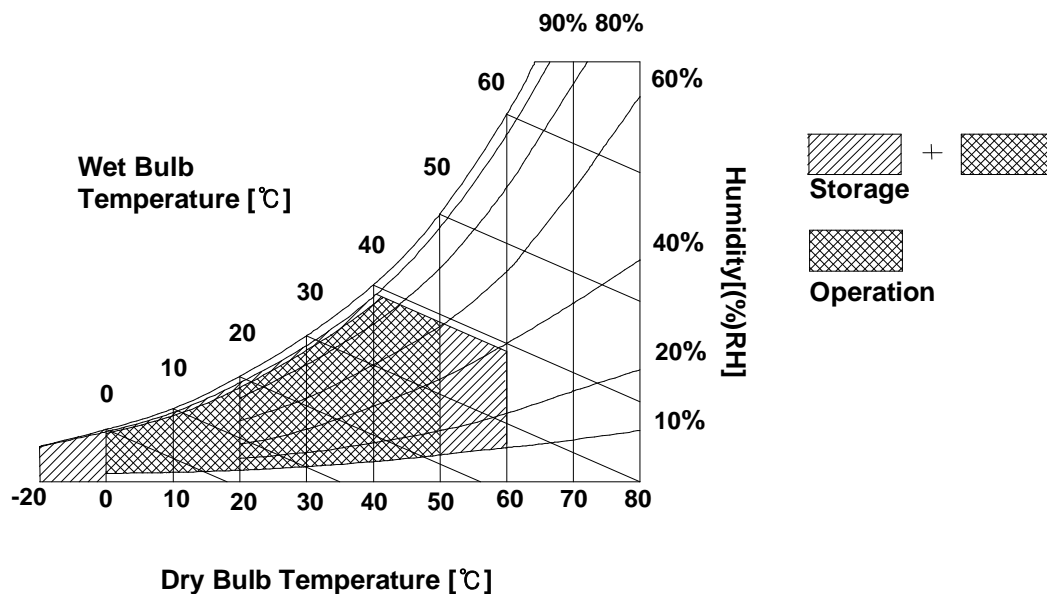 90% 80%
60
60%
Wet Bulb
Temperature [℃]
50
40
40%
30
20
20%
10
0
10%
Humidity[(%)RH]
-20 0 10 20 30 40 50 60 70 80
Dry Bulb Temperature [℃]
+
Storage
Operation